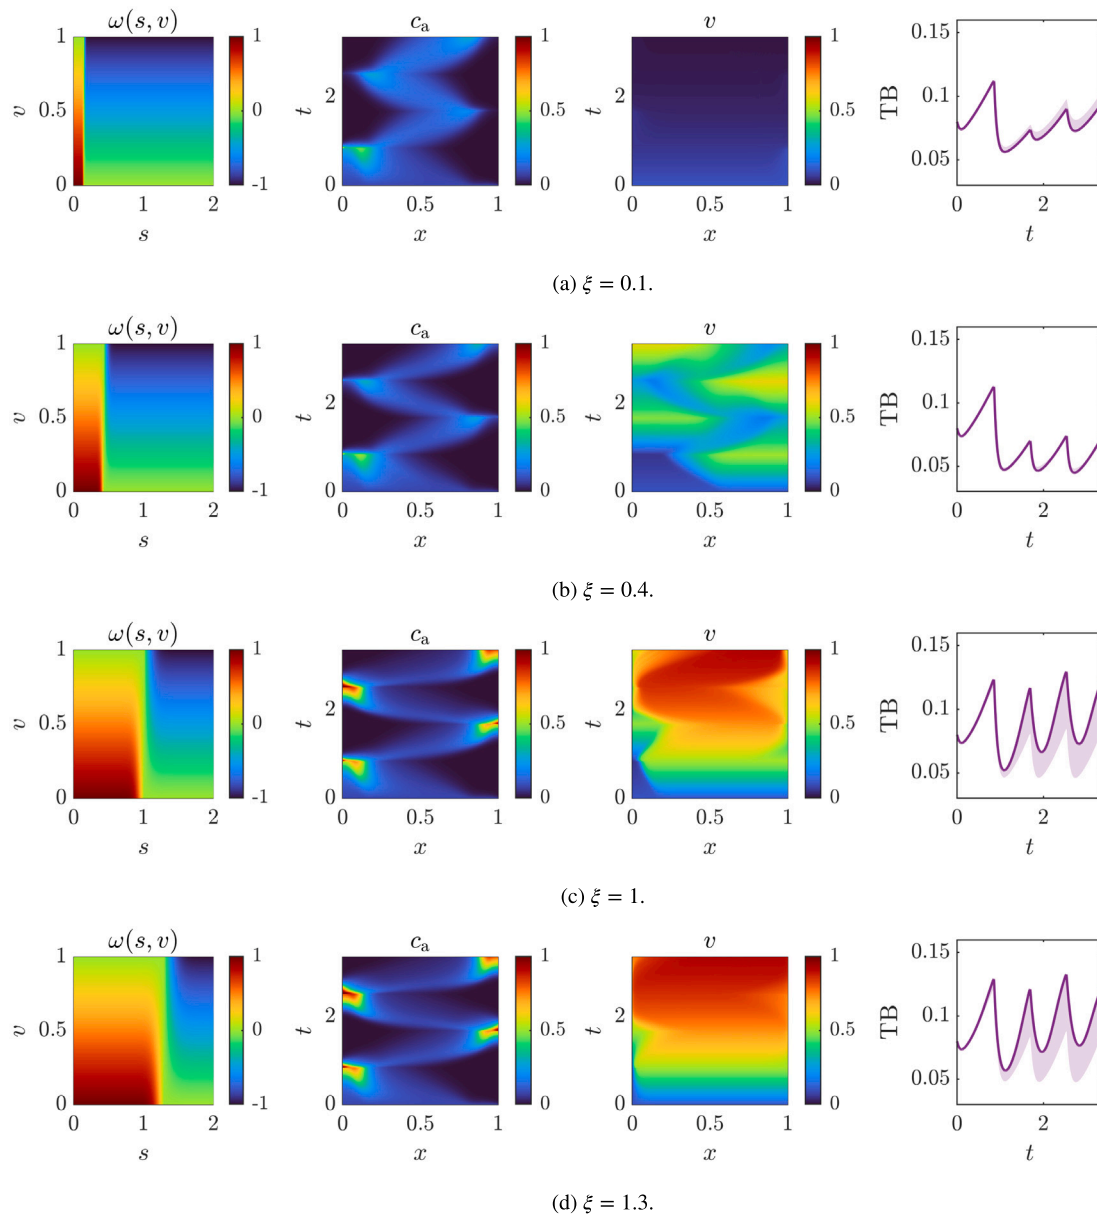 ω(s, v) c_a v
1 1 1 1 0.15
v 0.5 0 t 2 0.5 t 2 0.5 TB 0.1
0.05
0 -1 0 0 0 0
0 1 2 0 0.5 1 0 0.5 1 0 2
s x x t
(a) ξ = 0.1.
ω(s, v) c_a v
1 1 1 1 0.15
v 0.5 0 t 2 0.5 t 2 0.5 TB 0.1
0.05
0 -1 0 0 0 0
0 1 2 0 0.5 1 0 0.5 1 0 2
s x x t
(b) ξ = 0.4.
ω(s, v) c_a v
1 1 1 1 0.15
v 0.5 0 t 2 0.5 t 2 0.5 TB 0.1
0.05
0 -1 0 0 0 0
0 1 2 0 0.5 1 0 0.5 1 0 2
s x x t
(c) ξ = 1.
ω(s, v) c_a v
1 1 1 1 0.15
v 0.5 0 t 2 0.5 t 2 0.5 TB 0.1
0.05
0 -1 0 0 0 0
0 1 2 0 0.5 1 0 0.5 1 0 2
s x x t
(d) ξ = 1.3.